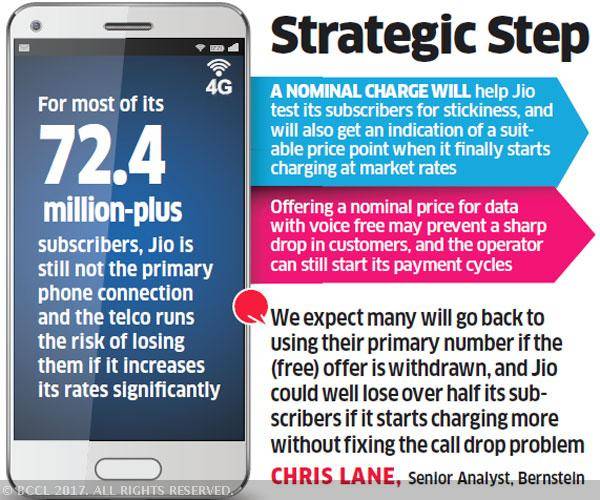 4G
For most of its
72.4
million-plus
subscribers, Jio is
still not the primary
phone connection
and the telco runs
the risk of losing
them if it increases
its rates significantly
Strategic Step
A NOMINAL CHARGE WILL help Jio
test its subscribers for stickiness, and
will also get an indication of a suit-
able price point when it finally starts
charging at market rates
Offering a nominal price for data
with voice free may prevent a sharp
drop in customers, and the operator
can still start its payment cycles
We expect many will go back to
using their primary number if the
(free) offer is withdrawn, and Jio
could well lose over half its sub-
scribers if it starts charging more
without fixing the call drop problem
CHRIS LANE, Senior Analyst, Bernstein
© BCCL 2017. ALL RIGHTS RESERVED.